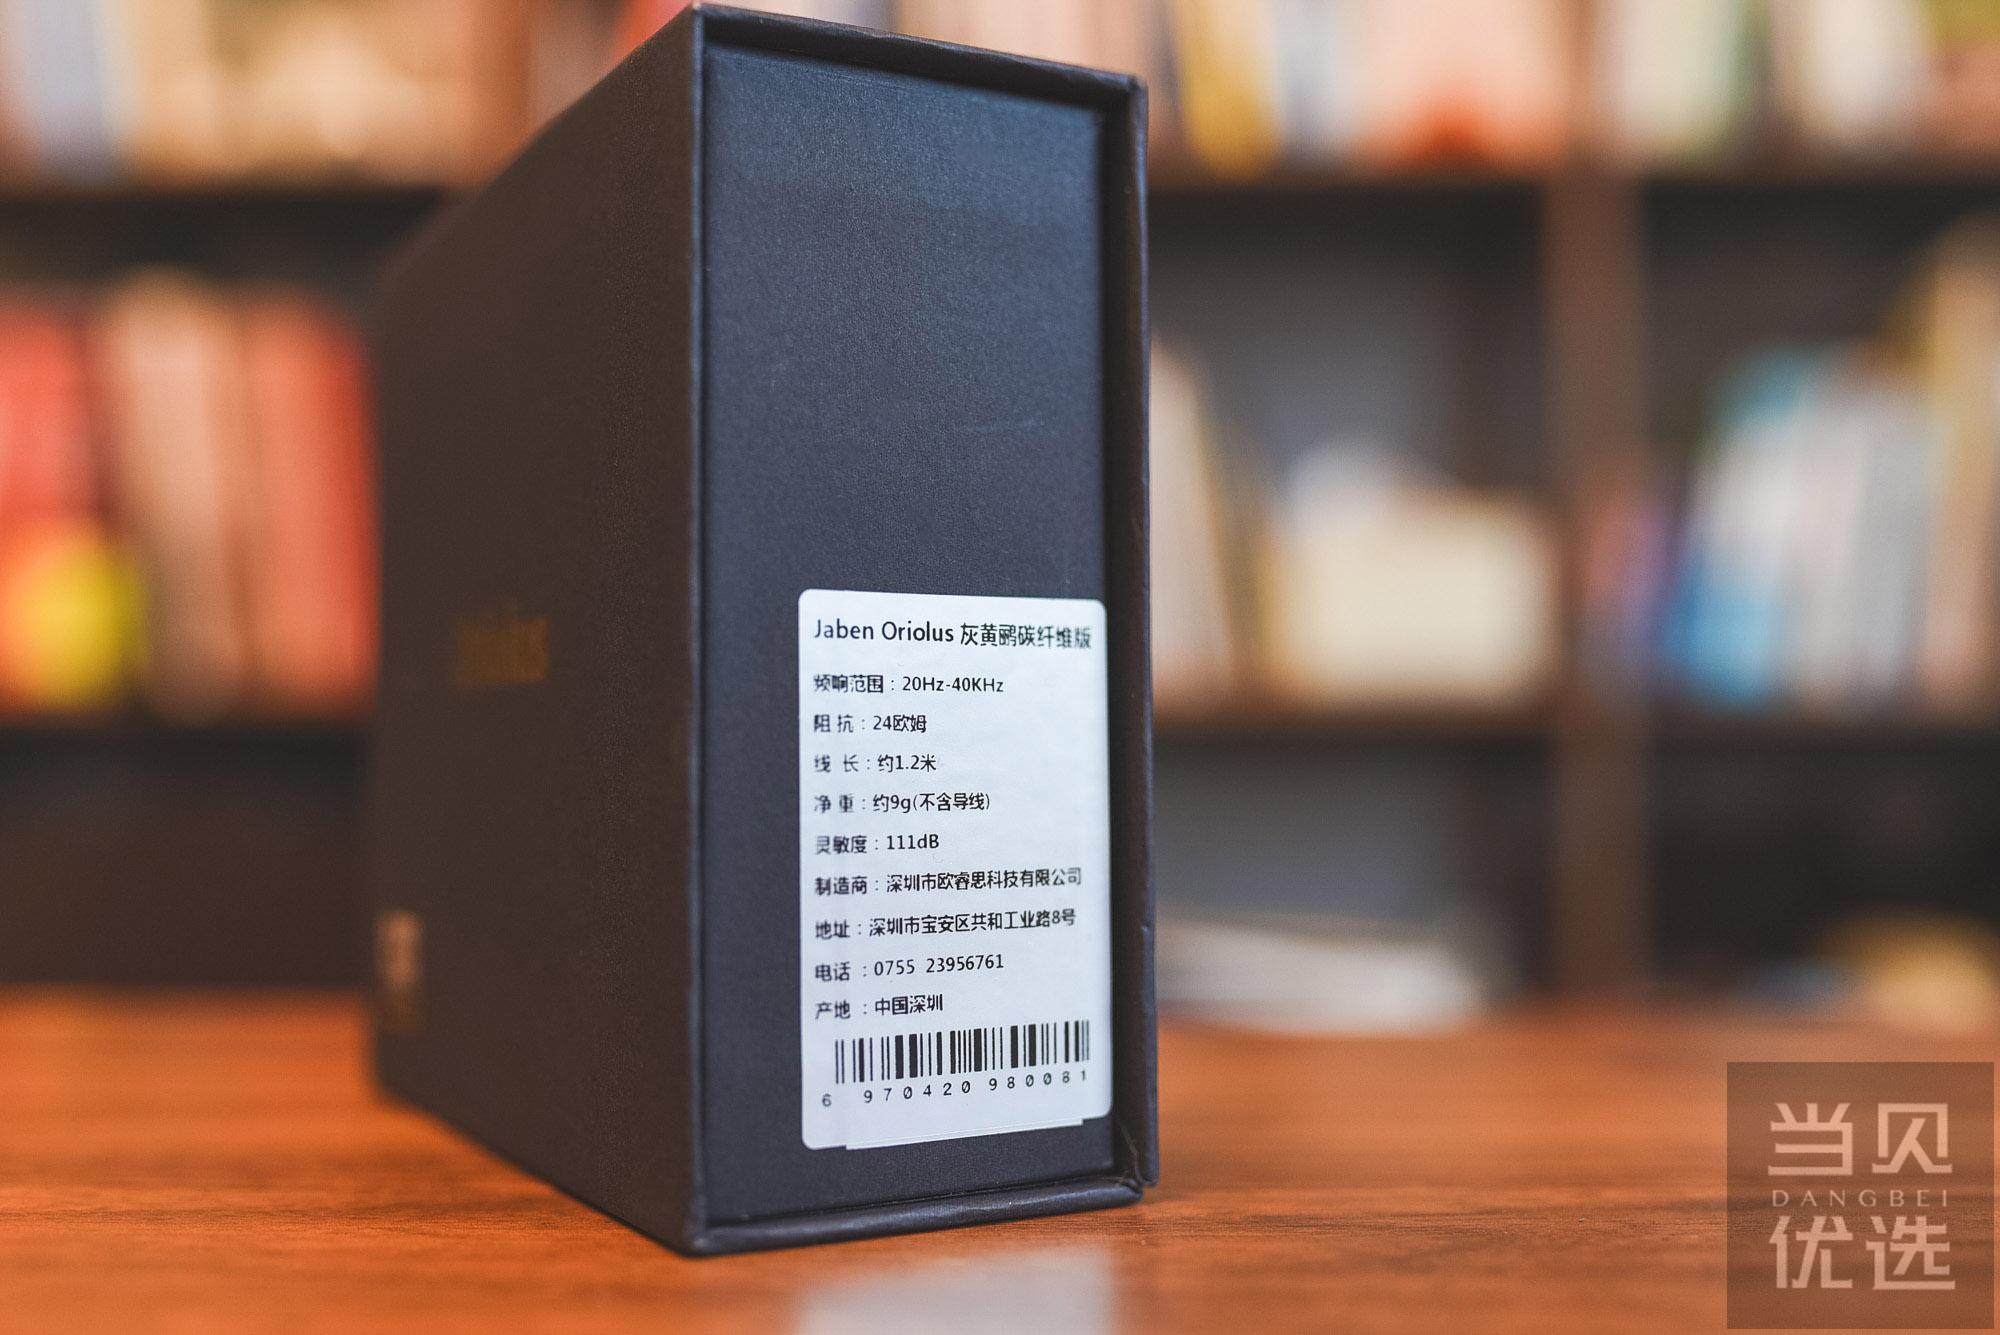 Jaben Oriolus 灰黄鹂碳纤维版
频响范围：20Hz-40KHz
阻 抗：24欧姆
线 长：约1.2米
净 重：约9g(不含导线)
灵敏度：111dB
制造商：深圳市欧睿思科技有限公司
地址：深圳市宝安区共和工业路8号
电话 ：0755 23956761
产地 ：中国深圳
6 970420 980081
当贝
DANGBEI
优选